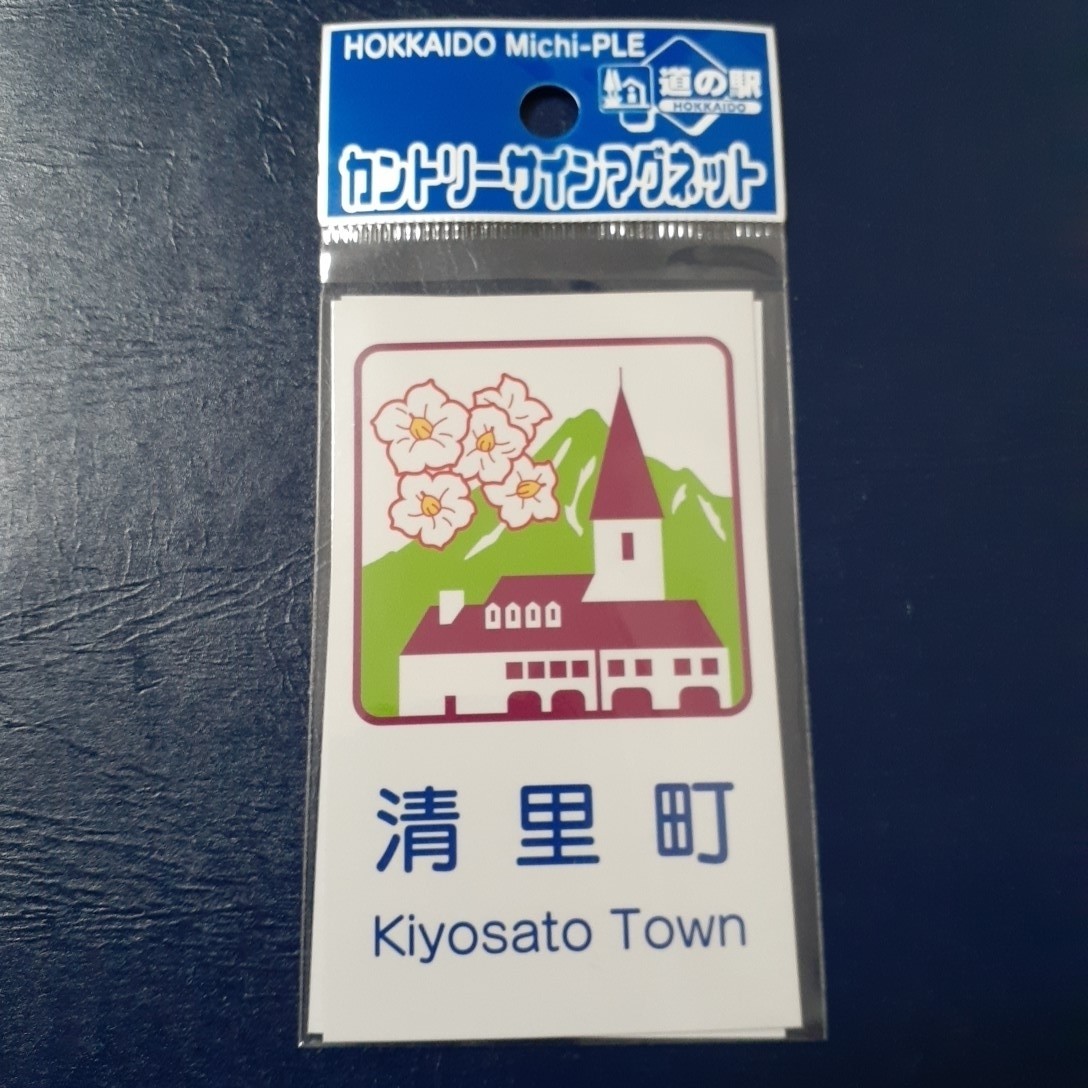 HOKKAIDO Michi-PLE
道の駅
HOKKAIDO
カントリーサインマグネット
清里町
Kiyosato Town